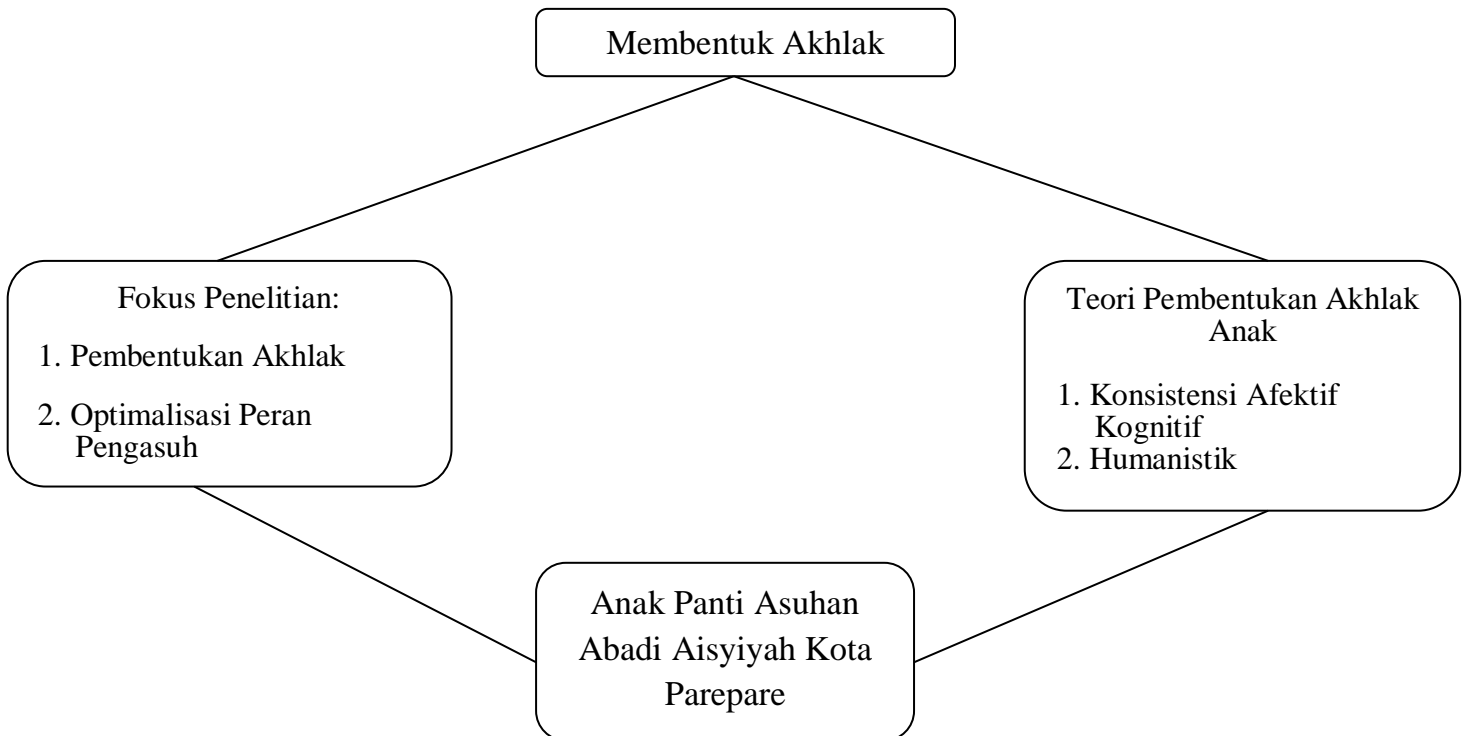 Membentuk Akhlak
Fokus Penelitian:
1. Pembentukan Akhlak
2. Optimalisasi Peran
Pengasuh
Teori Pembentukan Akhlak
Anak
1. Konsistensi Afektif
Kognitif
2. Humanistik
Anak Panti Asuhan
Abadi Aisyiyah Kota
Parepare